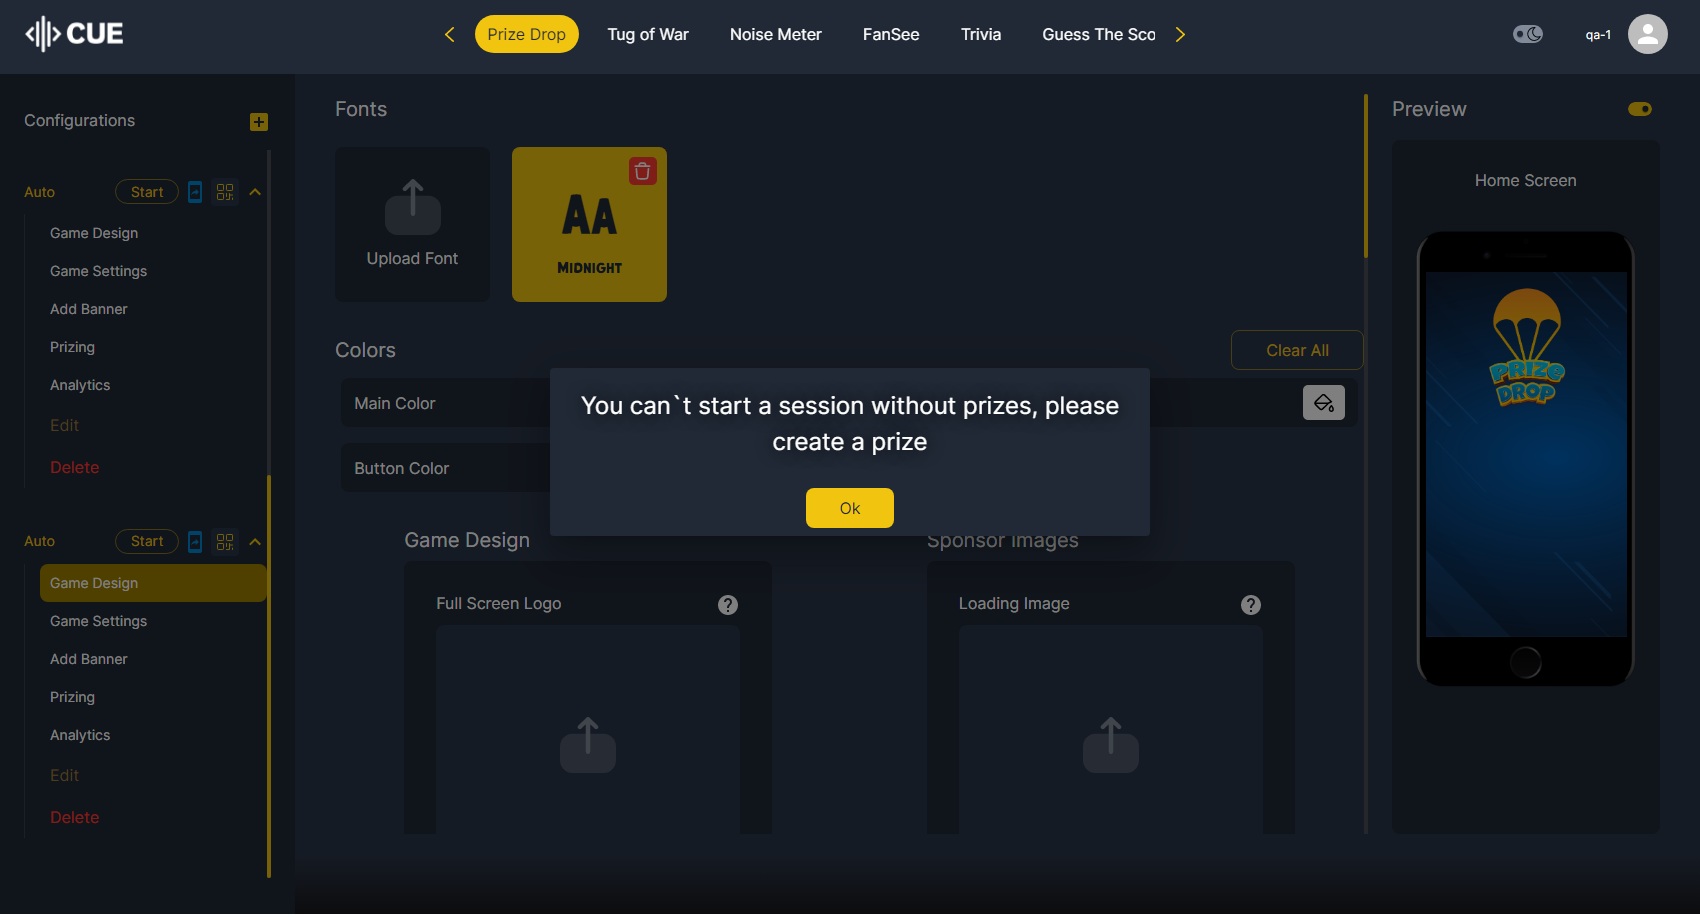 CUE
Prize Drop
Tug of War
Noise Meter
FanSee
Trivia
Guess The Sco
qa-1
Configurations
Auto
Start
Game Design
Game Settings
Add Banner
Prizing
Analytics
Edit
Delete
Auto
Start
Game Design
Game Settings
Add Banner
Prizing
Analytics
Edit
Delete
Fonts
Upload Font
AA
MIDNIGHT
Colors
Clear All
Main Color
Button Color
You can`t start a session without prizes, please
create a prize
Ok
Game Design
Full Screen Logo
?
Sponsor Images
Loading Image
?
Preview
Home Screen
PRIZE
DROP